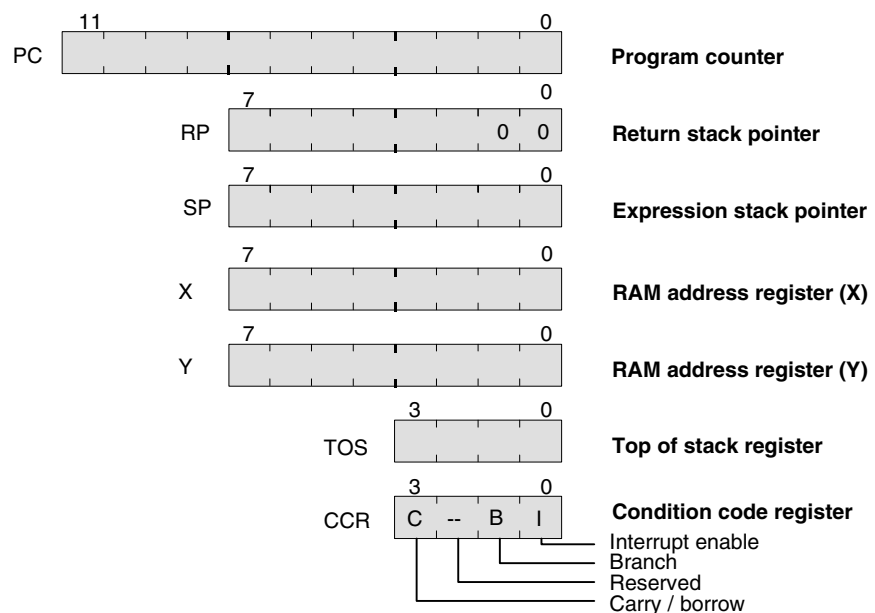 11 0
PC Program counter
7 0
RP 0 0 Return stack pointer
7 0
SP Expression stack pointer
7 0
X RAM address register (X)
7 0
Y RAM address register (Y)
3 0
TOS Top of stack register
3 0
CCR C -- B I Condition code register
Interrupt enable
Branch
Reserved
Carry / borrow